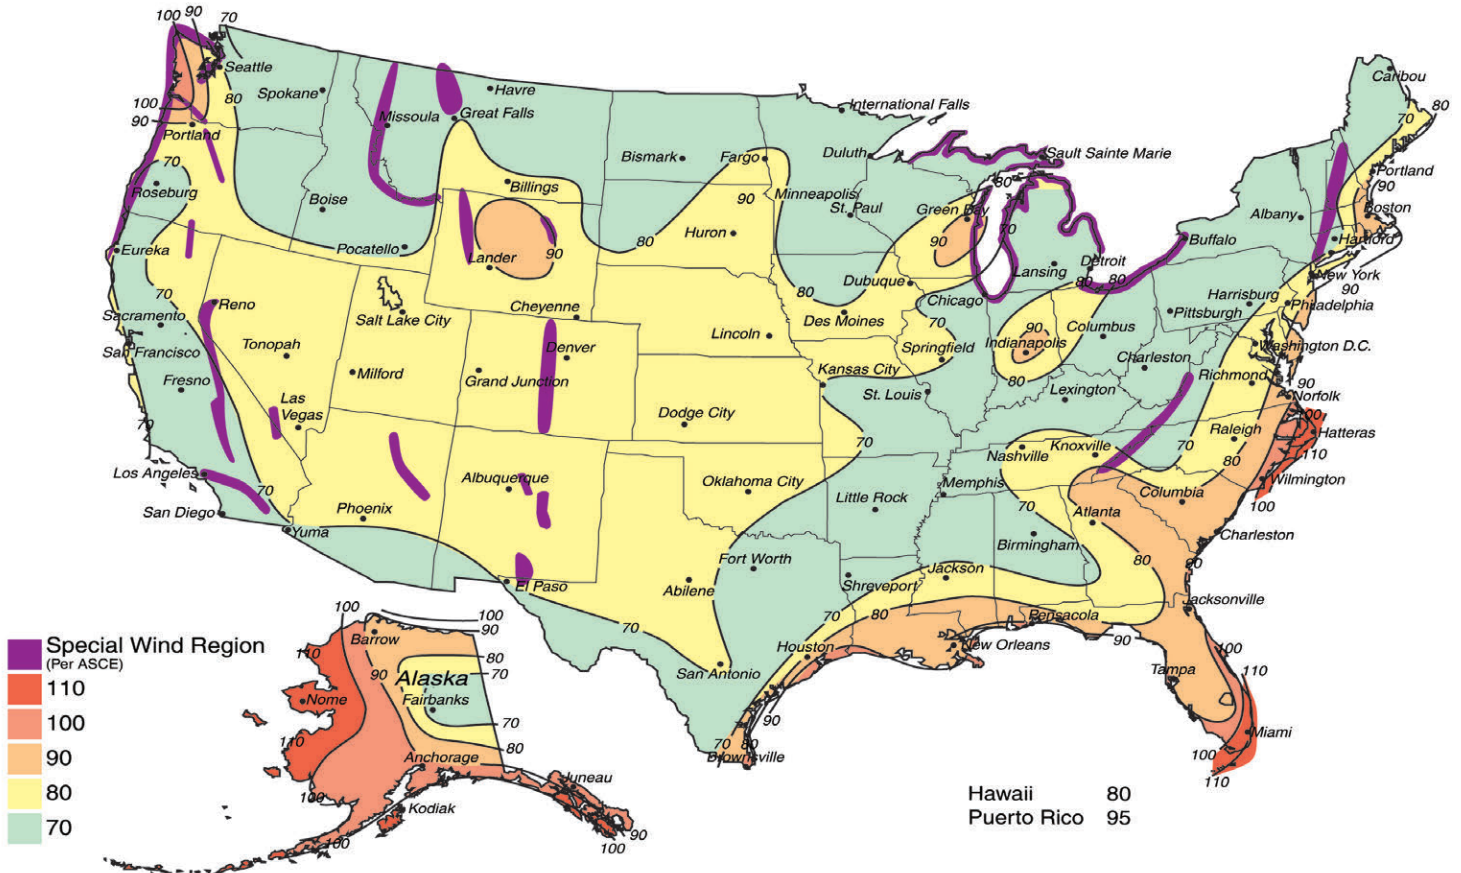 100 90 70
Seattle
Spokane
80
100
90
Portland
70
Roseburg
Boise
Pocatello
Eureka
70
Sacramento
San Francisco
Fresno
70
Los Angeles
San Diego
70
Yuma
Reno
Tonopah
Las
Vegas
Salt Lake City
Milford
Phoenix
Missoula
Great Falls
Havre
Billings
Lander
90
Cheyenne
Denver
Grand Junction
Albuquerque
El Paso
Bismark
Fargo
90
80
Huron
Lincoln
Dodge City
Oklahoma City
Abilene
Fort Worth
70
San Antonio
70 80
90
Brownsville
Houston
International Falls
Duluth
Minneapolis/
St. Paul
80
Des Moines
Dubuque
Green Bay
90
Sault Sainte Marie
80
70
Lansing
Detroit
80
80
Chicago
70
Springfield
Kansas City
St. Louis
70
90
Indianapolis
80
Columbus
Lexington
Charleston
Pittsburgh
Harrisburg
Philadelphia
Buffalo
Albany
Caribou
70
80
Portland
90
Boston
Hartford
New York
90
Washington D.C.
Richmond
90
Norfolk
100
Hatteras
110
Wilmington
100
Raleigh
80
70
Knoxville
Nashville
Memphis
Little Rock
70
Birmingham
Atlanta
Columbia
Charleston
80
90
Jackson
Shreveport
70
80
New Orleans
Pensacola
90
Jacksonville
100
110
Tampa
Miami
100
110
Special Wind Region
(Per ASCE)
110
100
90
80
70
100
100
90
Barrow
110
80
70
90
Alaska
Fairbanks
Nome
70
110
80
Anchorage
100
Juneau
Kodiak
100
90
100
Hawaii 80
Puerto Rico 95